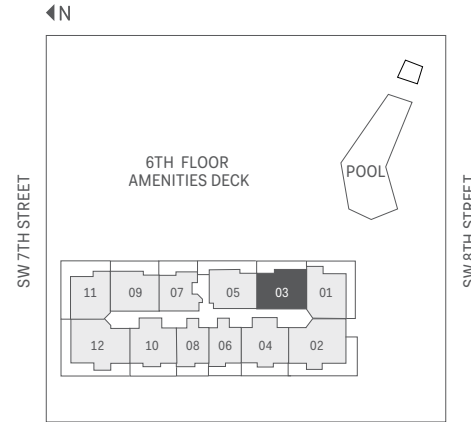 N
6TH FLOOR
AMENITIES DECK
POOL
SW 7TH STREET
SW 8TH STREET
11 09 07 05 03 01
12 10 08 06 04 02